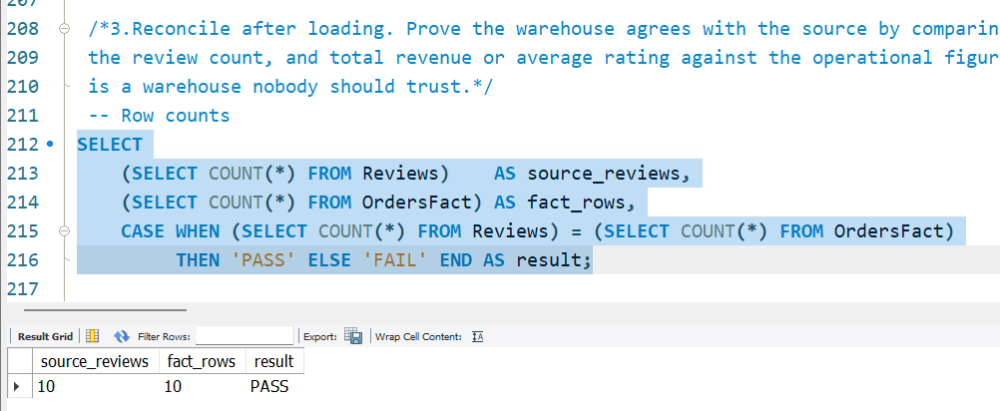 207
208 /*3.Reconcile after loading. Prove the warehouse agrees with the source by comparin
209 the review count, and total revenue or average rating against the operational figur
210 is a warehouse nobody should trust.*/
211 -- Row counts
212 SELECT
213 (SELECT COUNT(*) FROM Reviews) AS source_reviews,
214 (SELECT COUNT(*) FROM OrdersFact) AS fact_rows,
215 CASE WHEN (SELECT COUNT(*) FROM Reviews) = (SELECT COUNT(*) FROM OrdersFact)
216 THEN 'PASS' ELSE 'FAIL' END AS result;
217
Result Grid Filter Rows: Export: Wrap Cell Content:
source_reviews fact_rows result
10 10 PASS